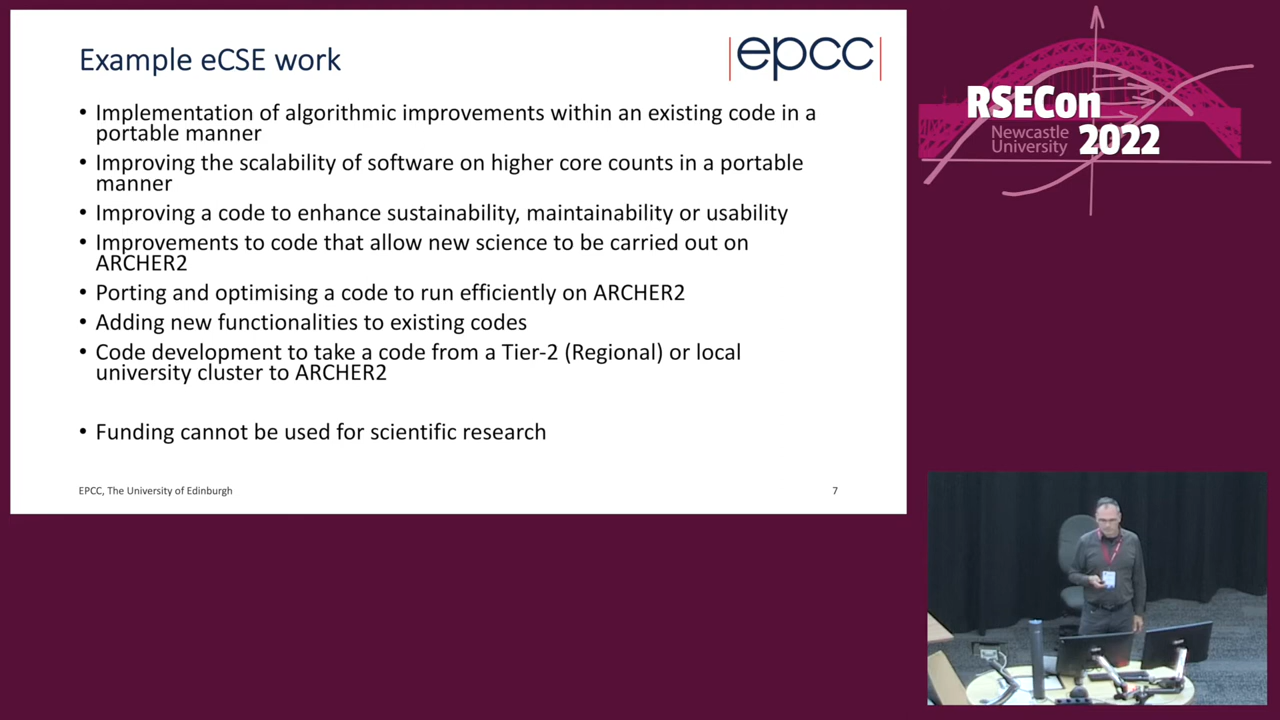 Example eCSE work
epcc
• Implementation of algorithmic improvements within an existing code in a
portable manner
• Improving the scalability of software on higher core counts in a portable
manner
• Improving a code to enhance sustainability, maintainability or usability
• Improvements to code that allow new science to be carried out on
ARCHER2
• Porting and optimising a code to run efficiently on ARCHER2
• Adding new functionalities to existing codes
• Code development to take a code from a Tier-2 (Regional) or local
university cluster to ARCHER2
• Funding cannot be used for scientific research
EPCC, The University of Edinburgh
7
RSECon
Newcastle
University
2022